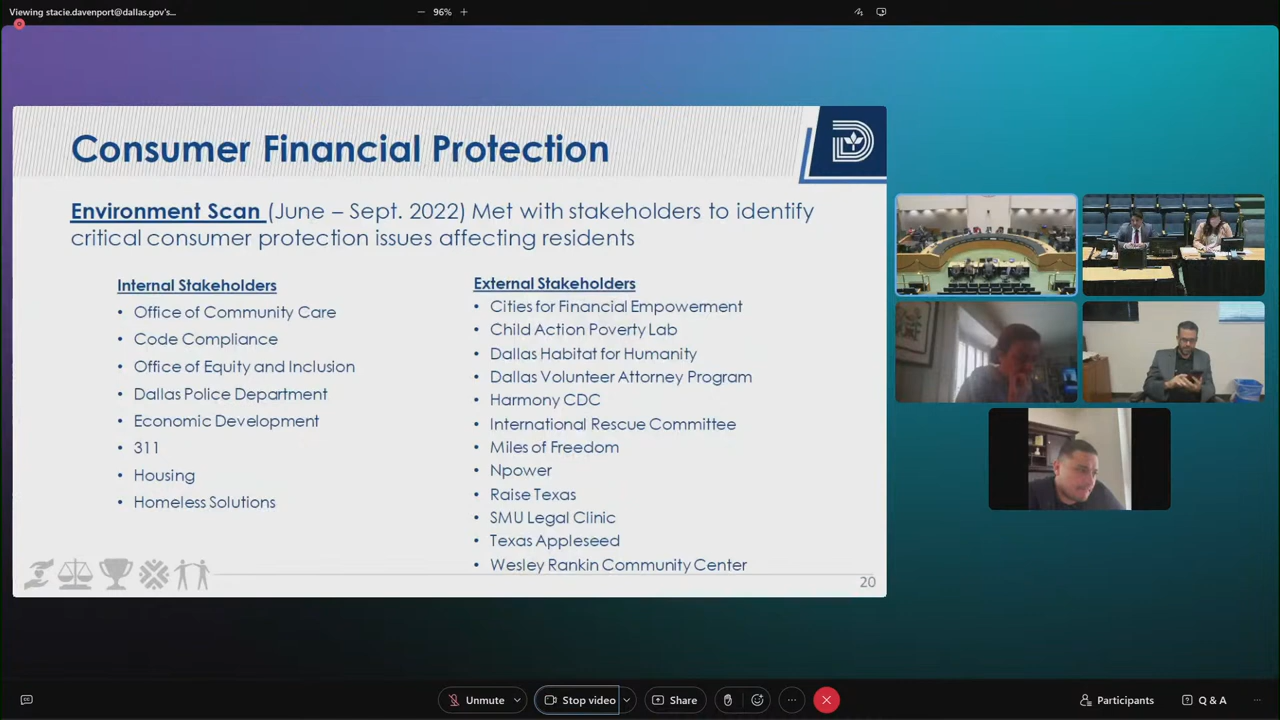 Viewing stacie.davenport@dallas.gov's...
96%
Consumer Financial Protection
Environment Scan (June – Sept. 2022) Met with stakeholders to identify
critical consumer protection issues affecting residents
Internal Stakeholders
• Office of Community Care
• Code Compliance
• Office of Equity and Inclusion
• Dallas Police Department
• Economic Development
• 311
• Housing
• Homeless Solutions
External Stakeholders
• Cities for Financial Empowerment
• Child Action Poverty Lab
• Dallas Habitat for Humanity
• Dallas Volunteer Attorney Program
• Harmony CDC
• International Rescue Committee
• Miles of Freedom
• Npower
• Raise Texas
• SMU Legal Clinic
• Texas Appleseed
• Wesley Rankin Community Center
20
Unmute
Stop video
Share
Participants
Q & A